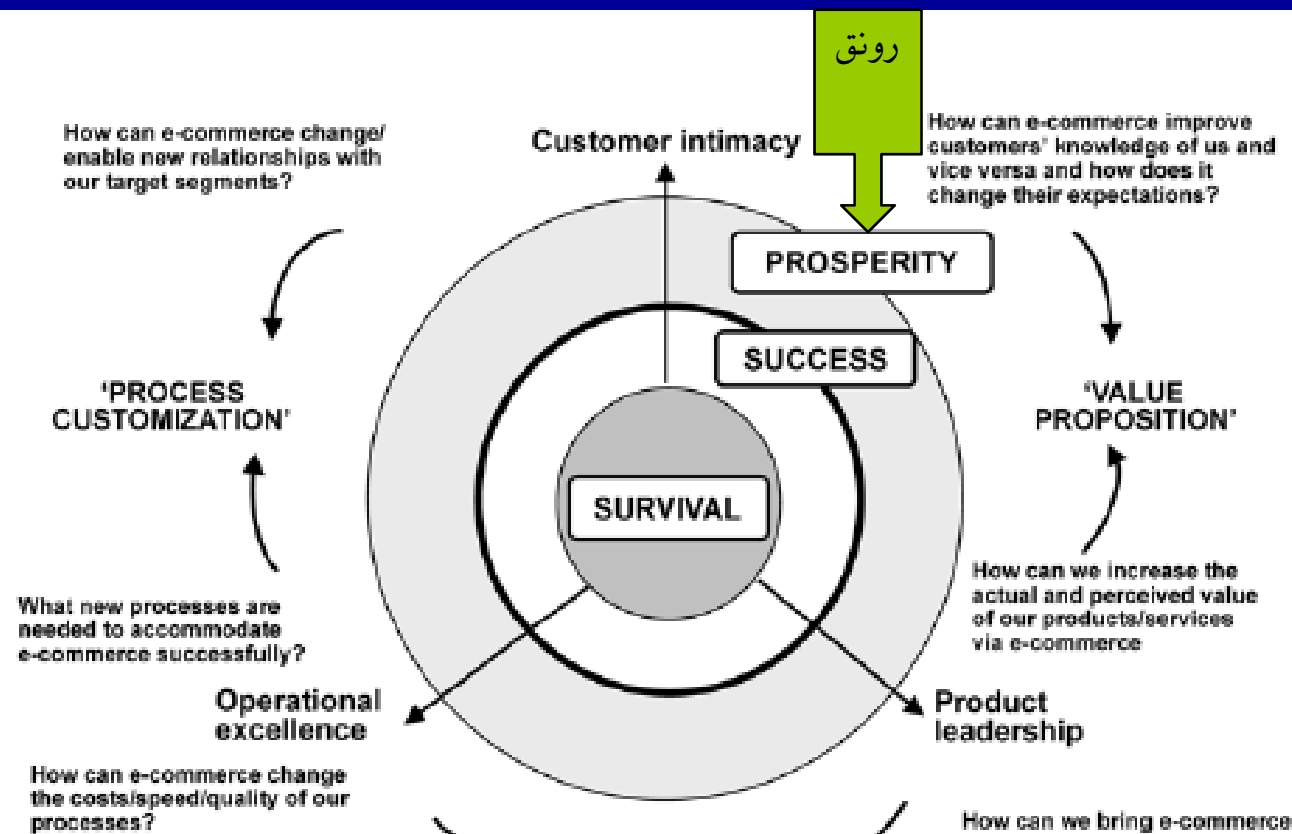 رونق
How can e-commerce change/
enable new relationships with
our target segments?
Customer intimacy
How can e-commerce improve
customers' knowledge of us and
vice versa and how does it
change their expectations?
PROSPERITY
SUCCESS
'PROCESS
CUSTOMIZATION'
'VALUE
PROPOSITION'
SURVIVAL
What new processes are
needed to accommodate
e-commerce successfully?
How can we increase the
actual and perceived value
of our products/services
via e-commerce
Operational
excellence
Product
leadership
How can e-commerce change
the costs/speed/quality of our
processes?
How can we bring e-commerce